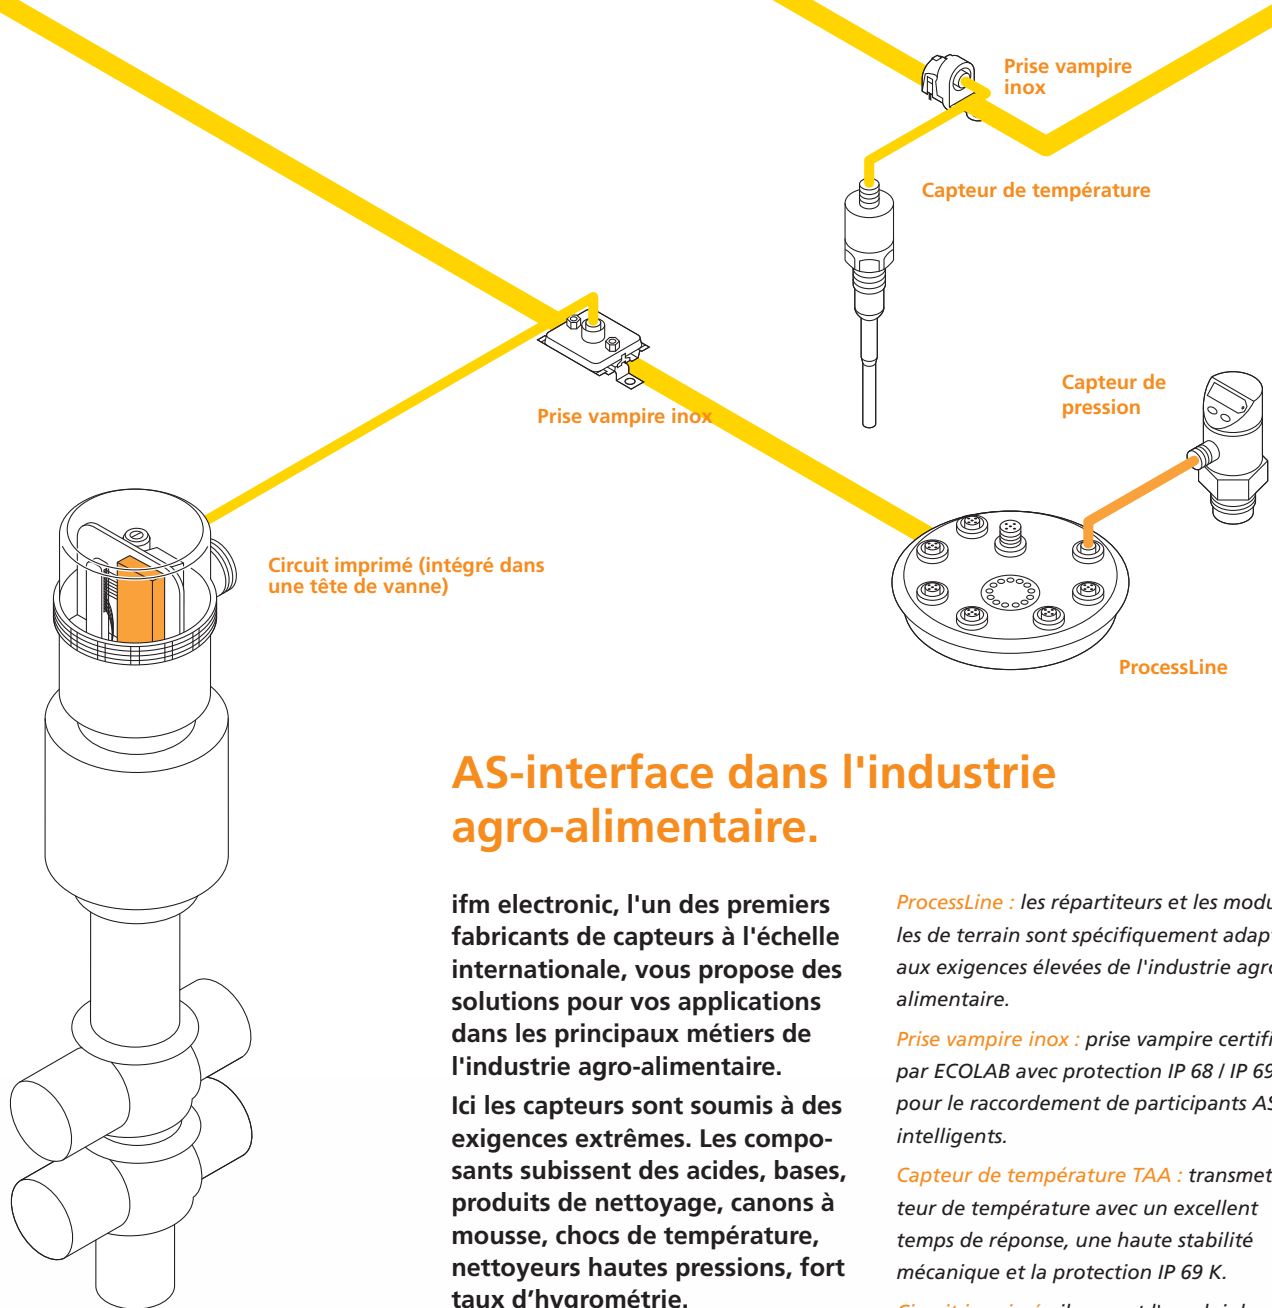 Prise vampire
inox
Capteur de température
Capteur de
pression
Prise vampire inox
Circuit imprimé (intégré dans
une tête de vanne)
ProcessLine
AS-interface dans l'industrie
agro-alimentaire.
ifm electronic, l'un des premiers
fabricants de capteurs à l'échelle
internationale, vous propose des
solutions pour vos applications
dans les principaux métiers de
l'industrie agro-alimentaire.
Ici les capteurs sont soumis à des
exigences extrêmes. Les compo-
sants subissent des acides, bases,
produits de nettoyage, canons à
mousse, chocs de température,
nettoyeurs hautes pressions, fort
taux d’hygrométrie.
ProcessLine : les répartiteurs et les modu
les de terrain sont spécifiquement adap
aux exigences élevées de l'industrie agro
alimentaire.
Prise vampire inox : prise vampire certifi
par ECOLAB avec protection IP 68 / IP 69
pour le raccordement de participants AS
intelligents.
Capteur de température TAA : transmet
teur de température avec un excellent
temps de réponse, une haute stabilité
mécanique et la protection IP 69 K.